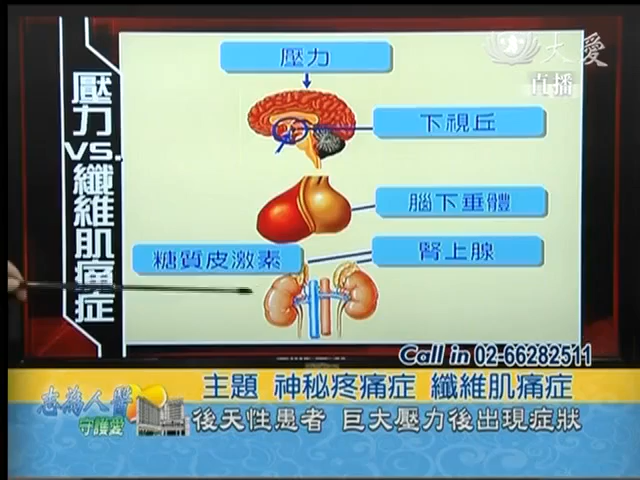 大愛
直播
壓力vs.纖維肌痛症
壓力
下視丘
腦下垂體
糖質皮激素
腎上腺
Call in 02-66282511
主題 神秘疼痛症 纖維肌痛症
志為人醫
守護愛
後天性患者 巨大壓力後出現症狀